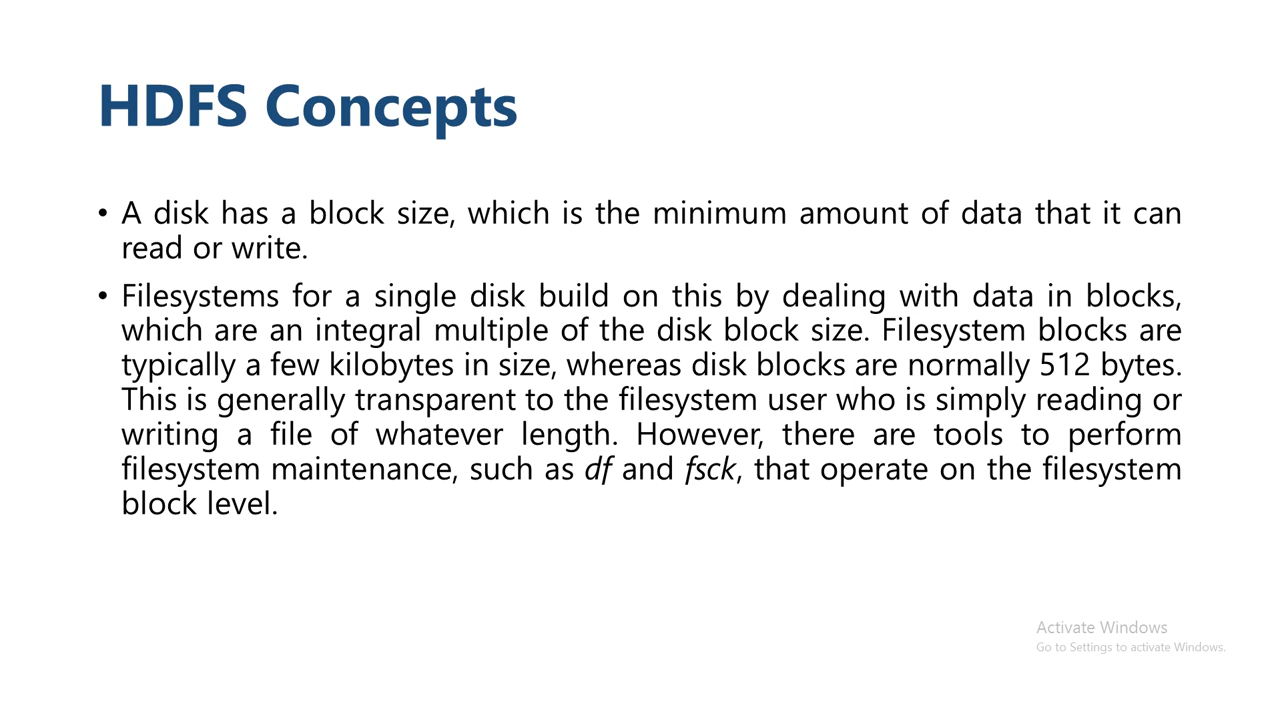 HDFS Concepts
• A disk has a block size, which is the minimum amount of data that it can
read or write.
• Filesystems for a single disk build on this by dealing with data in blocks,
which are an integral multiple of the disk block size. Filesystem blocks are
typically a few kilobytes in size, whereas disk blocks are normally 512 bytes.
This is generally transparent to the filesystem user who is simply reading or
writing a file of whatever length. However, there are tools to perform
filesystem maintenance, such as df and fsck, that operate on the filesystem
block level.
Activate Windows
Go to Settings to activate Windows.